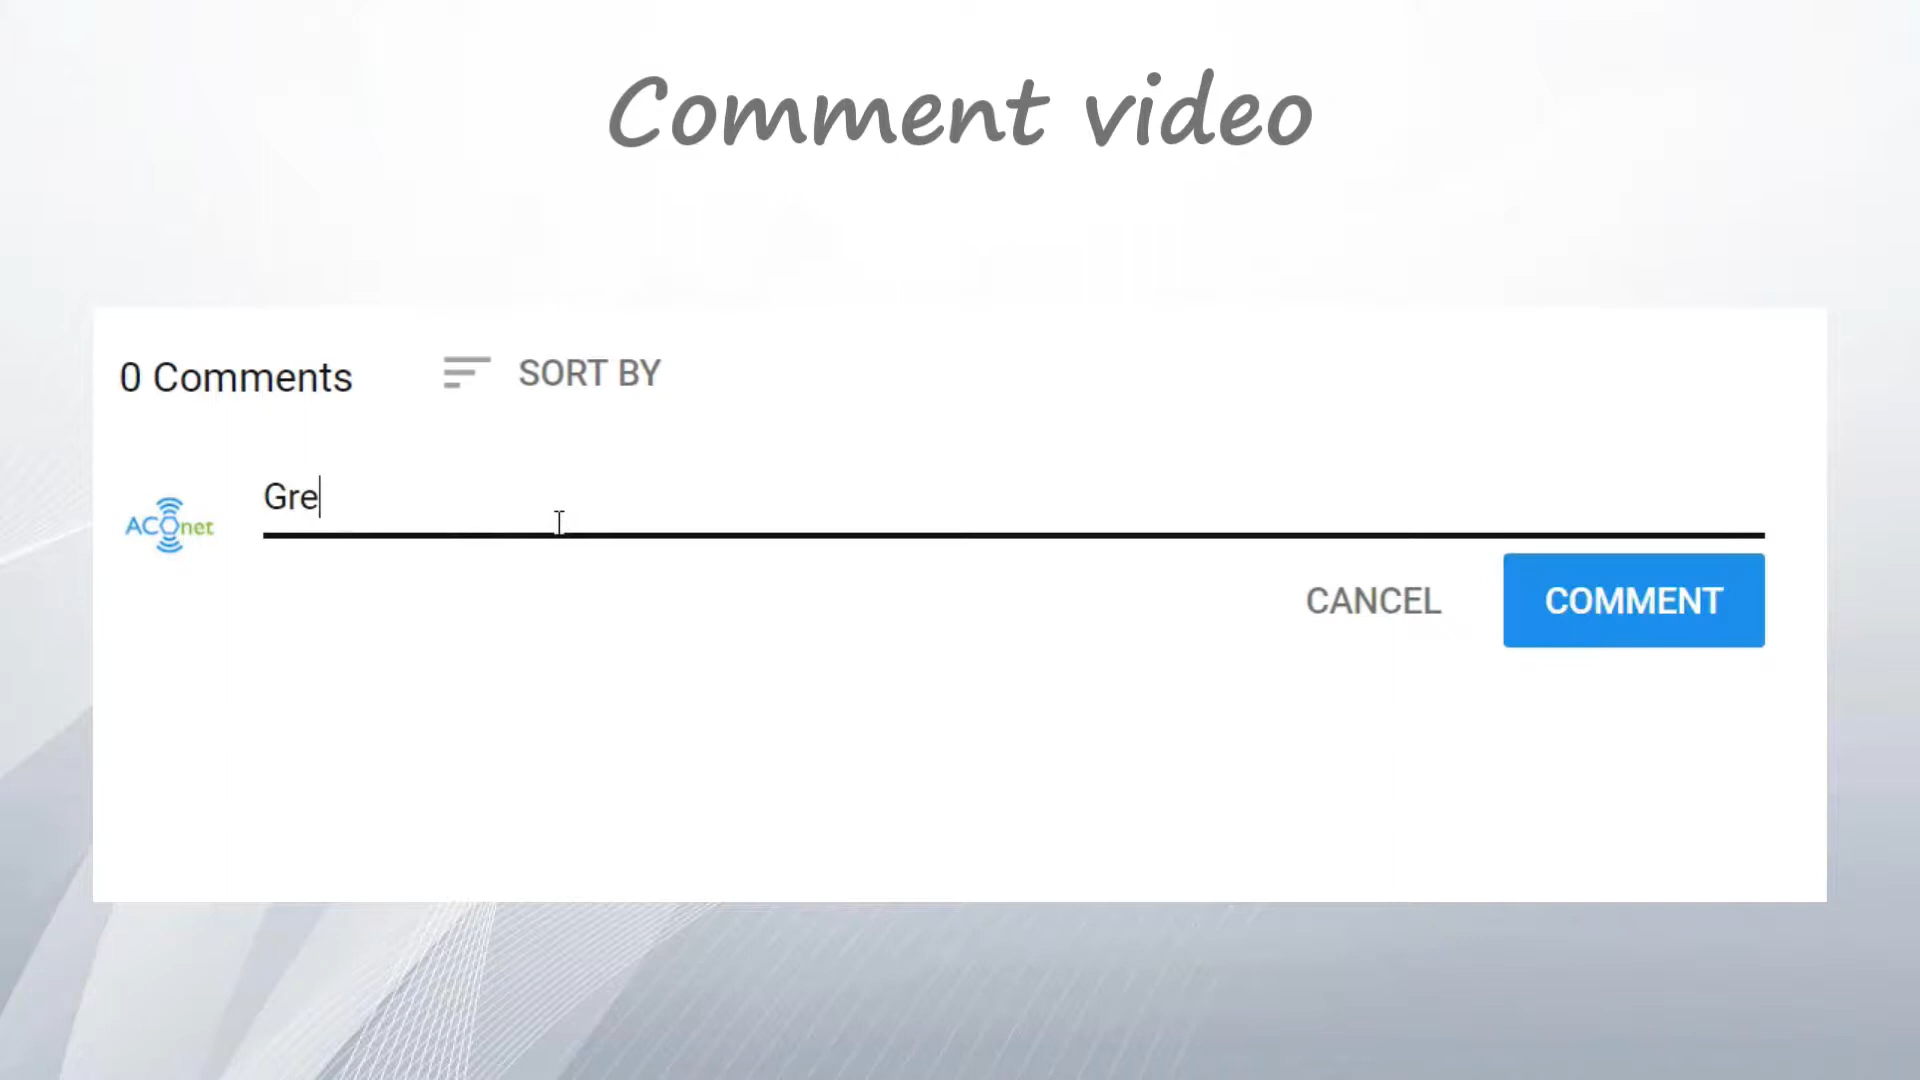 Comment video
0 Comments
SORT BY
Gre
ACOnet
CANCEL
COMMENT